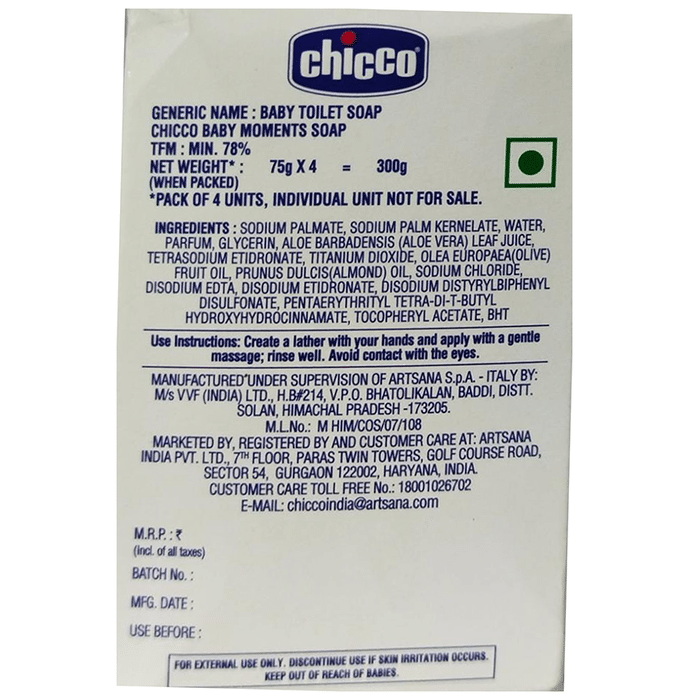 chicco
GENERIC NAME : BABY TOILET SOAP
CHICCO BABY MOMENTS SOAP
TFM : MIN. 78%
NET WEIGHT* : 75g X 4 = 300g
(WHEN PACKED)
*PACK OF 4 UNITS, INDIVIDUAL UNIT NOT FOR SALE.
INGREDIENTS : SODIUM PALMATE, SODIUM PALM KERNELATE, WATER,
PARFUM, GLYCERIN, ALOE BARBADENSIS (ALOE VERA) LEAF JUICE,
TETRASODIUM ETIDRONATE, TITANIUM DIOXIDE, OLEA EUROPAEA(OLIVE)
FRUIT OIL, PRUNUS DULCIS(ALMOND) OIL, SODIUM CHLORIDE,
DISODIUM EDTA, DISODIUM ETIDRONATE, DISODIUM DISTYRYLBIPHENYL
DISULFONATE, PENTAERYTHRITYL TETRA-DI-T-BUTYL
HYDROXYHYDROCINNAMATE, TOCOPHERYL ACETATE, BHT
Use Instructions: Create a lather with your hands and apply with a gentle
massage; rinse well. Avoid contact with the eyes.
MANUFACTURED UNDER SUPERVISION OF ARTSANA S.p.A. - ITALY BY:
M/s VVF (INDIA) LTD., H.B#214, V.P.O. BHATOLIKALAN, BADDI, DISTT.
SOLAN, HIMACHAL PRADESH -173205.
M.L.No.: M HIM/COS/07/108
MARKETED BY, REGISTERED BY AND CUSTOMER CARE AT: ARTSANA
INDIA PVT. LTD., 7TH FLOOR, PARAS TWIN TOWERS, GOLF COURSE ROAD,
SECTOR 54, GURGAON 122002, HARYANA, INDIA.
CUSTOMER CARE TOLL FREE No.: 18001026702
E-MAIL: chiccoindia@artsana.com
M.R.P. : ₹
(incl. of all taxes)
BATCH No. :
MFG. DATE :
USE BEFORE :
FOR EXTERNAL USE ONLY. DISCONTINUE USE IF SKIN IRRITATION OCCURS.
KEEP OUT OF REACH OF BABIES.